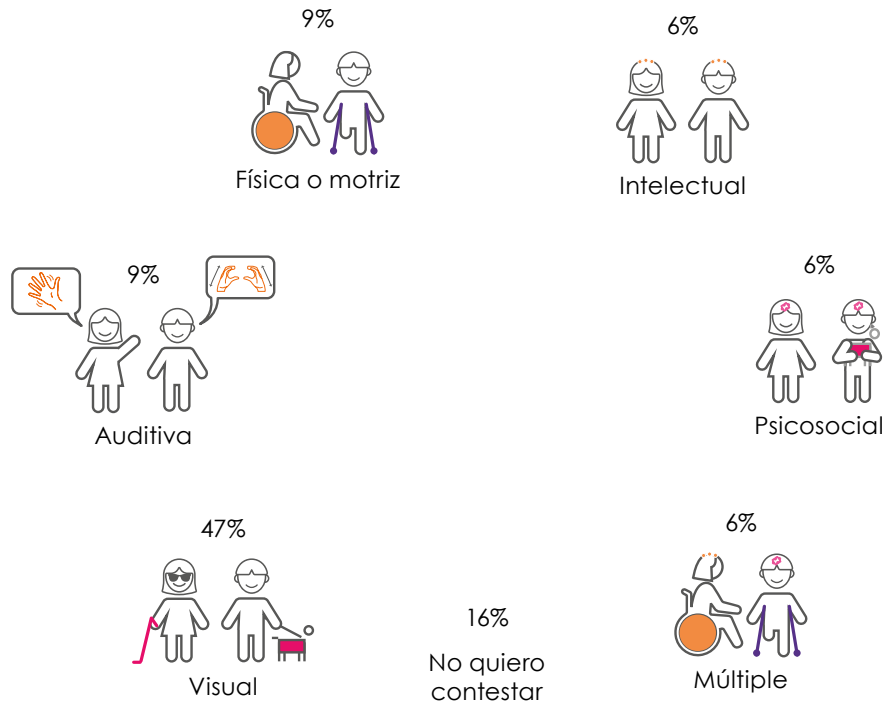 9%
Física o motriz
6%
Intelectual
9%
Auditiva
6%
Psicosocial
47%
Visual
16%
No quiero
contestar
6%
Múltiple